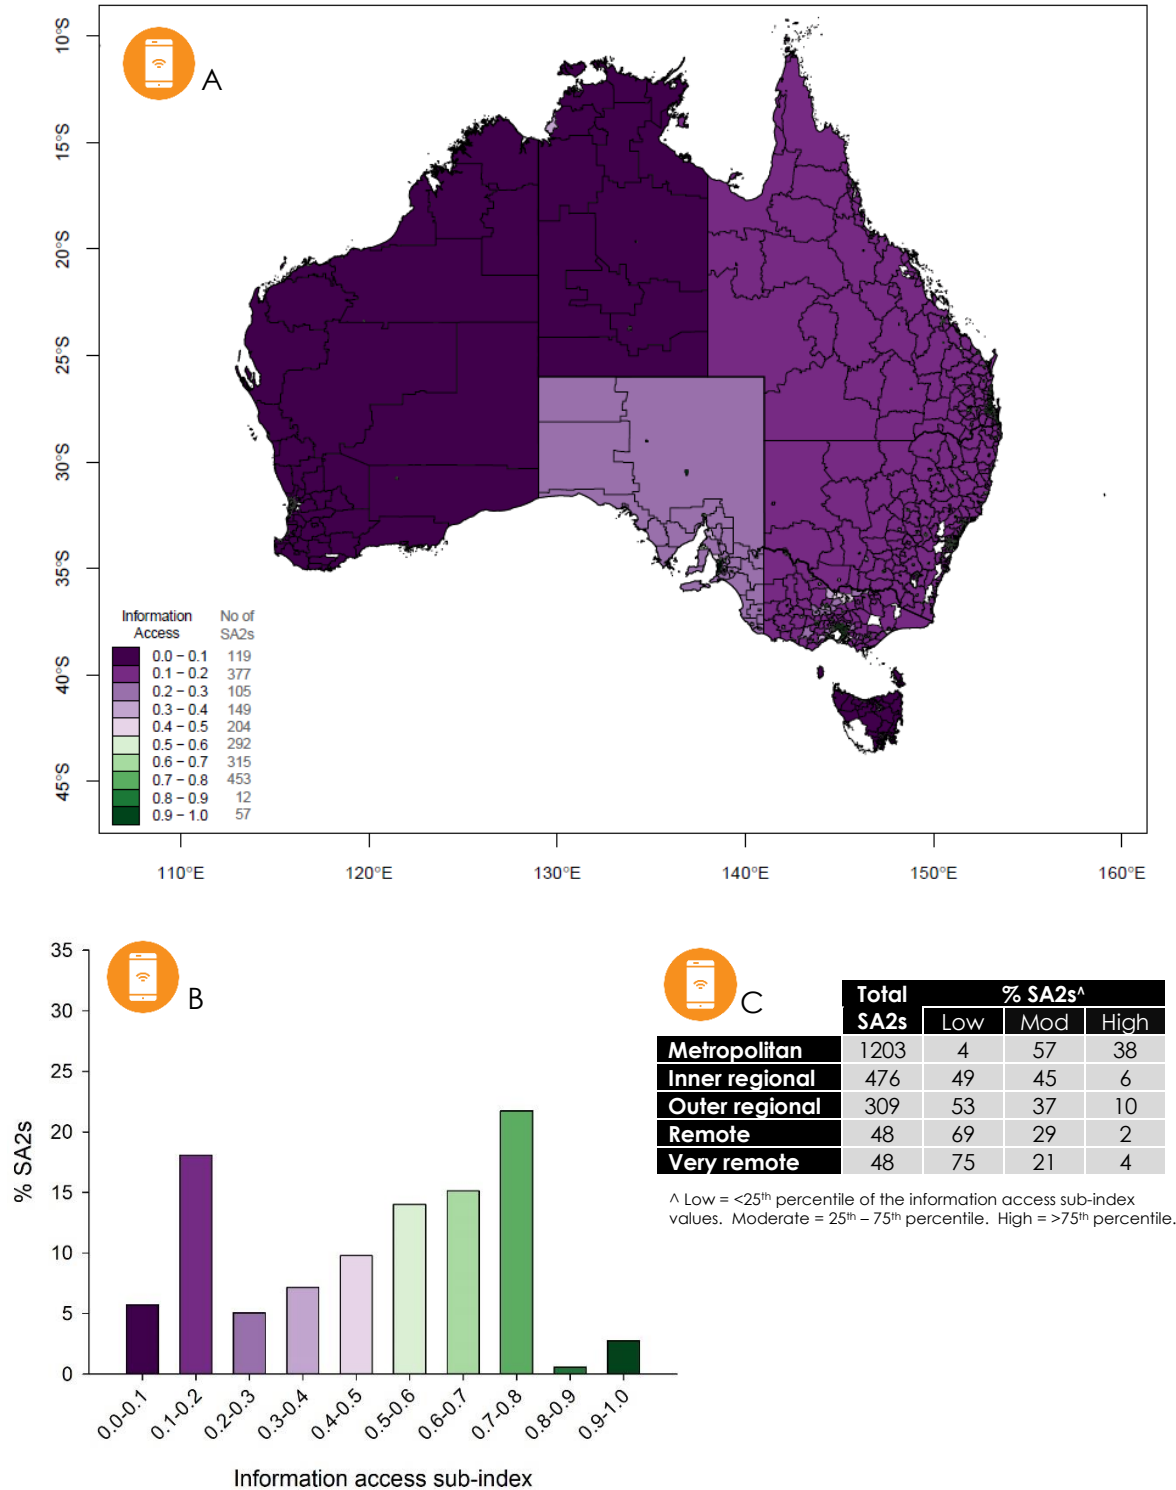 A
10°S
15°S
20°S
25°S
30°S
35°S
40°S
45°S
Information Access No of SA2s
0.0 – 0.1 119
0.1 – 0.2 377
0.2 – 0.3 105
0.3 – 0.4 149
0.4 – 0.5 204
0.5 – 0.6 292
0.6 – 0.7 315
0.7 – 0.8 453
0.8 – 0.9 12
0.9 – 1.0 57
110°E 120°E 130°E 140°E 150°E 160°E
B
% SA2s
35
30
25
20
15
10
5
0
0.0-0.1 0.1-0.2 0.2-0.3 0.3-0.4 0.4-0.5 0.5-0.6 0.6-0.7 0.7-0.8 0.8-0.9 0.9-1.0
Information access sub-index
C
Total SA2s % SA2s^
Low Mod High
Metropolitan 1203 4 57 38
Inner regional 476 49 45 6
Outer regional 309 53 37 10
Remote 48 69 29 2
Very remote 48 75 21 4
^ Low = <25th percentile of the information access sub-index
values. Moderate = 25th – 75th percentile. High = >75th percentile.